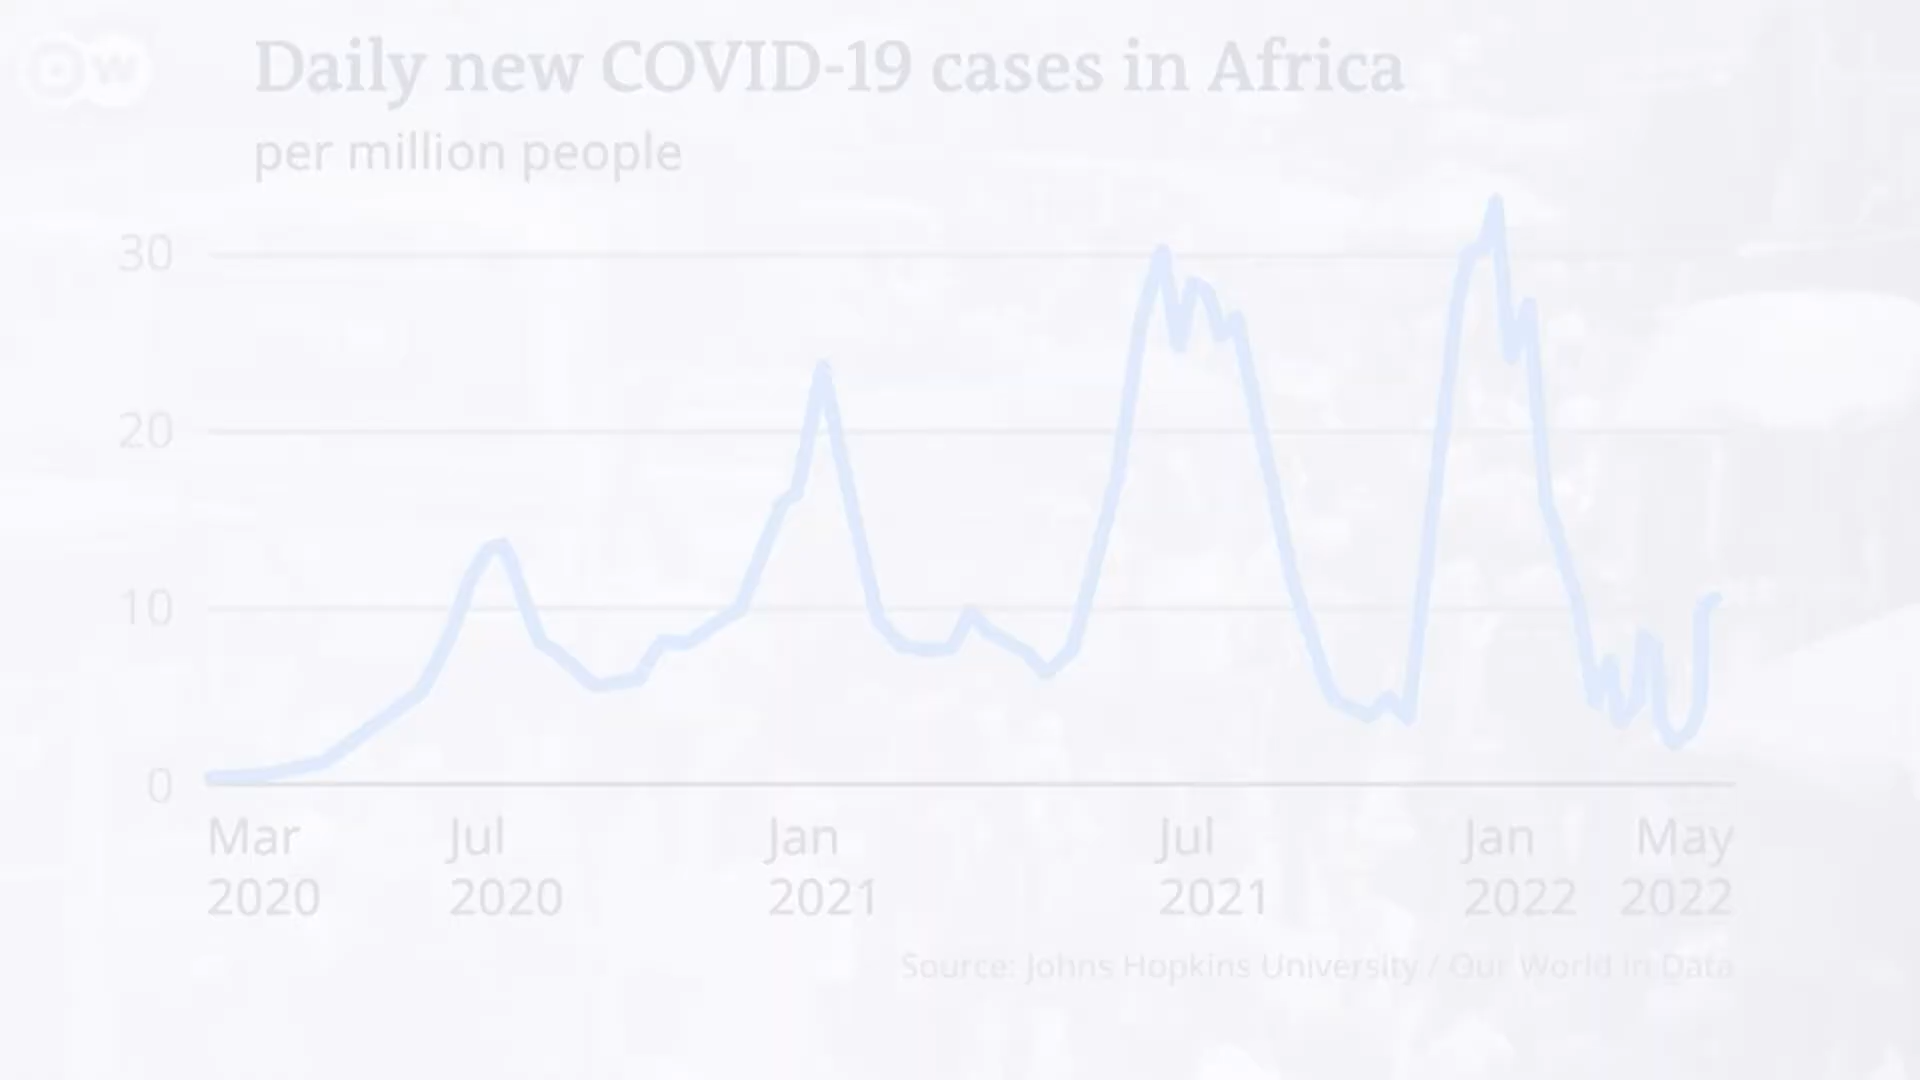 DW
Daily new COVID-19 cases in Africa
per million people
30
20
10
0
Mar 2020
Jul 2020
Jan 2021
Jul 2021
Jan 2022
May 2022
Source: Johns Hopkins University / Our World in Data